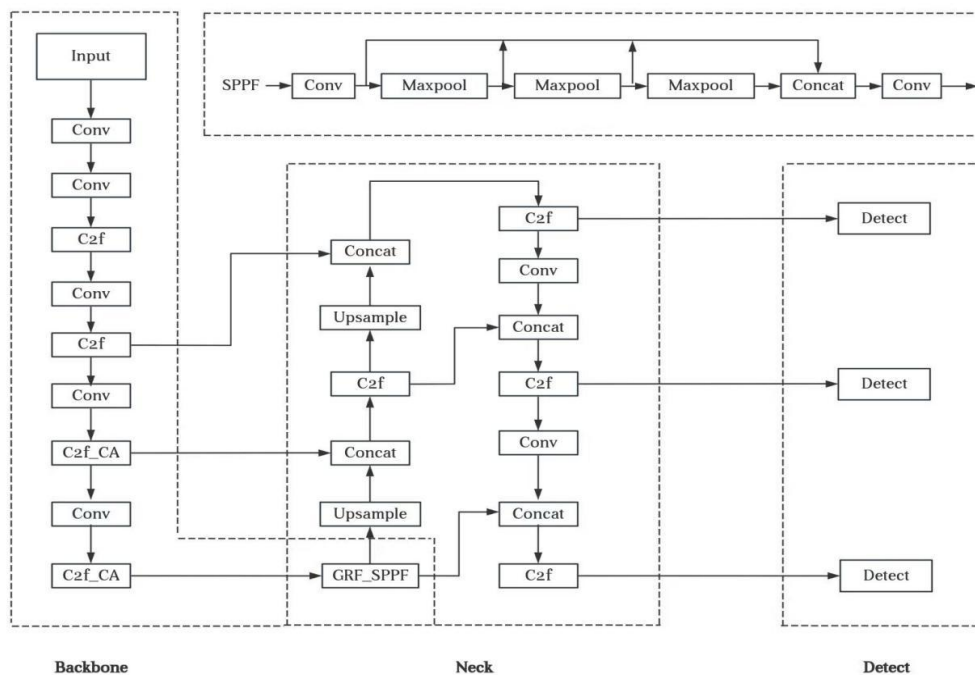 Input
Conv
Conv
C2f
Conv
C2f
Conv
C2f_CA
Conv
C2f_CA
SPPF Conv Maxpool Maxpool Maxpool Concat Conv
Concat
Upsample
C2f
Concat
Upsample
GRF_SPPF
C2f
Conv
Concat
C2f
Conv
Concat
C2f
Detect
Detect
Detect
Backbone Neck Detect